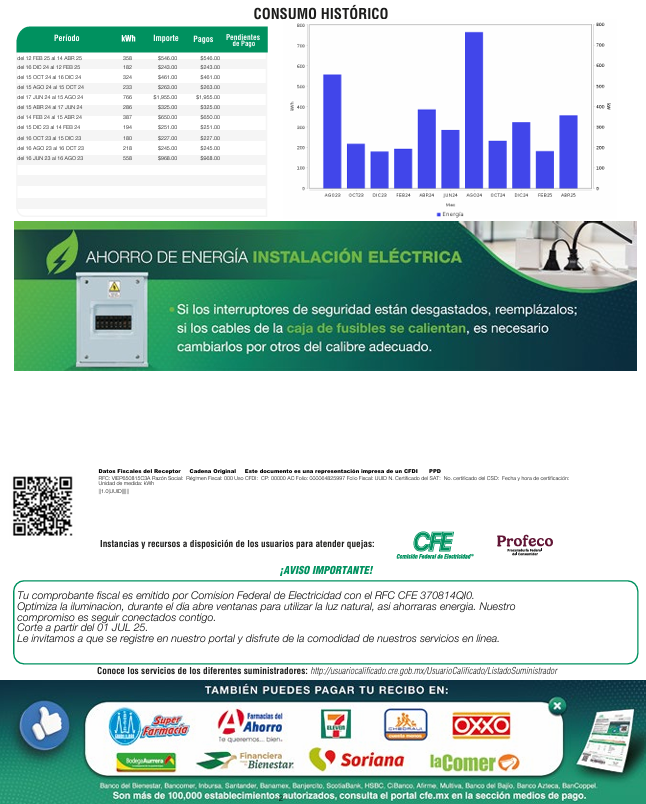 CONSUMO HISTÓRICO
Periodo kWh Importe Pagos Pendientes de Pago
del 12 FEB 25 al 14 ABR 25 358 $546.00 $546.00
del 16 DIC 24 al 12 FEB 25 182 $243.00 $243.00
del 15 OCT 24 al 16 DIC 24 324 $461.00 $461.00
del 15 AGO 24 al 15 OCT 24 233 $263.00 $263.00
del 17 JUN 24 al 15 AGO 24 766 $1,955.00 $1,955.00
del 15 ABR 24 al 17 JUN 24 286 $325.00 $325.00
del 14 FEB 24 al 15 ABR 24 387 $650.00 $650.00
del 15 DIC 23 al 14 FEB 24 194 $251.00 $251.00
del 16 OCT 23 al 15 DIC 23 180 $227.00 $227.00
del 16 AGO 23 al 16 OCT 23 218 $245.00 $245.00
del 16 JUN 23 al 16 AGO 23 558 $968.00 $968.00
800 800
700 700
600 600
500 500
400 400
300 300
200 200
100 100
0 0
kWh kWh
AGO23 OCT23 DIC23 FEB24 ABR24 JUN24 AGO24 OCT24 DIC24 FEB25 ABR25
Mes
Energía
AHORRO DE ENERGÍA INSTALACIÓN ELÉCTRICA
• Si los interruptores de seguridad están desgastados, reemplázalos;
si los cables de la caja de fusibles se calientan, es necesario
cambiarlos por otros del calibre adecuado.
Datos Fiscales del Receptor Cadena Original Este documento es una representación impresa de un CFDI PPD
Razón Social: Régimen Fiscal: 000 Uso CFDI: CP: 00000 AC Folio: Folio Fiscal: UUID N. Certificado del SAT: No. certificado del CSD: Fecha y hora de certificación:
Unidad de medida: kWh
Instancias y recursos a disposición de los usuarios para atender quejas:
CFE
Comisión Federal de Electricidad
Profeco
Procuraduría Federal
del Consumidor
¡AVISO IMPORTANTE!
Tu comprobante fiscal es emitido por Comision Federal de Electricidad con el RFC CFE 370814QI0.
Optimiza la iluminacion, durante el día abre ventanas para utilizar la luz natural, asi ahorraras energia. Nuestro
compromiso es seguir conectados contigo.
Corte a partir del 01 JUL 25.
Le invitamos a que se registre en nuestro portal y disfrute de la comodidad de nuestros servicios en línea.
Conoce los servicios de los diferentes suministradores: http://usuariocalificado.cre.gob.mx/UsuarioCalificado/ListadoSuministrador
TAMBIÉN PUEDES PAGAR TU RECIBO EN:
GUADALAJARA Super Farmacia
Farmacias del Ahorro
Te queremos... bien.
7 ELEVEN
CHEDRAUI
cuesta menos
OXXO
Bodega Aurrera
Financiera
Bienestar
Soriana
laComer
Banco del Bienestar, Bancomer, Inbursa, Santander, Banamex, Banjercito, ScotiaBank, HSBC, CiBanco, Afirme, Multiva, Banco del Bajío, Banco Azteca, BanCoppel.
Son más de 100,000 establecimientos autorizados, consulta el portal cfe.mx en la sección medios de pago.